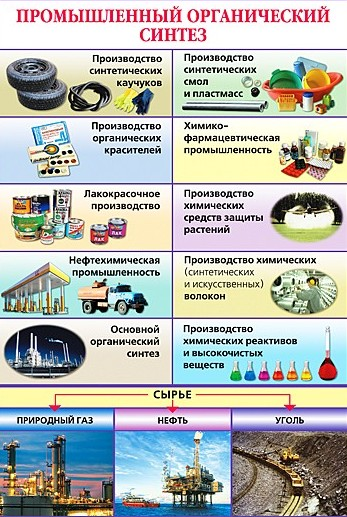 ПРОМЫШЛЕННЫЙ ОРГАНИЧЕСКИЙ
СИНТЕЗ
Производство
синтетических
каучуков
Производство
синтетических
смол
и пластмасс
Производство
органических
красителей
Химико-
фармацевтическая
промышленность
Лакокрасочное
производство
Производство
химических
средств защиты
растений
Нефтехимическая
промышленность
Производство химических
(синтетических
и искусственных)
волокон
Основной
органический
синтез
Производство
химических реактивов
и высокочистых
веществ
СЫРЬЕ
ПРИРОДНЫЙ ГАЗ
НЕФТЬ
УГОЛЬ